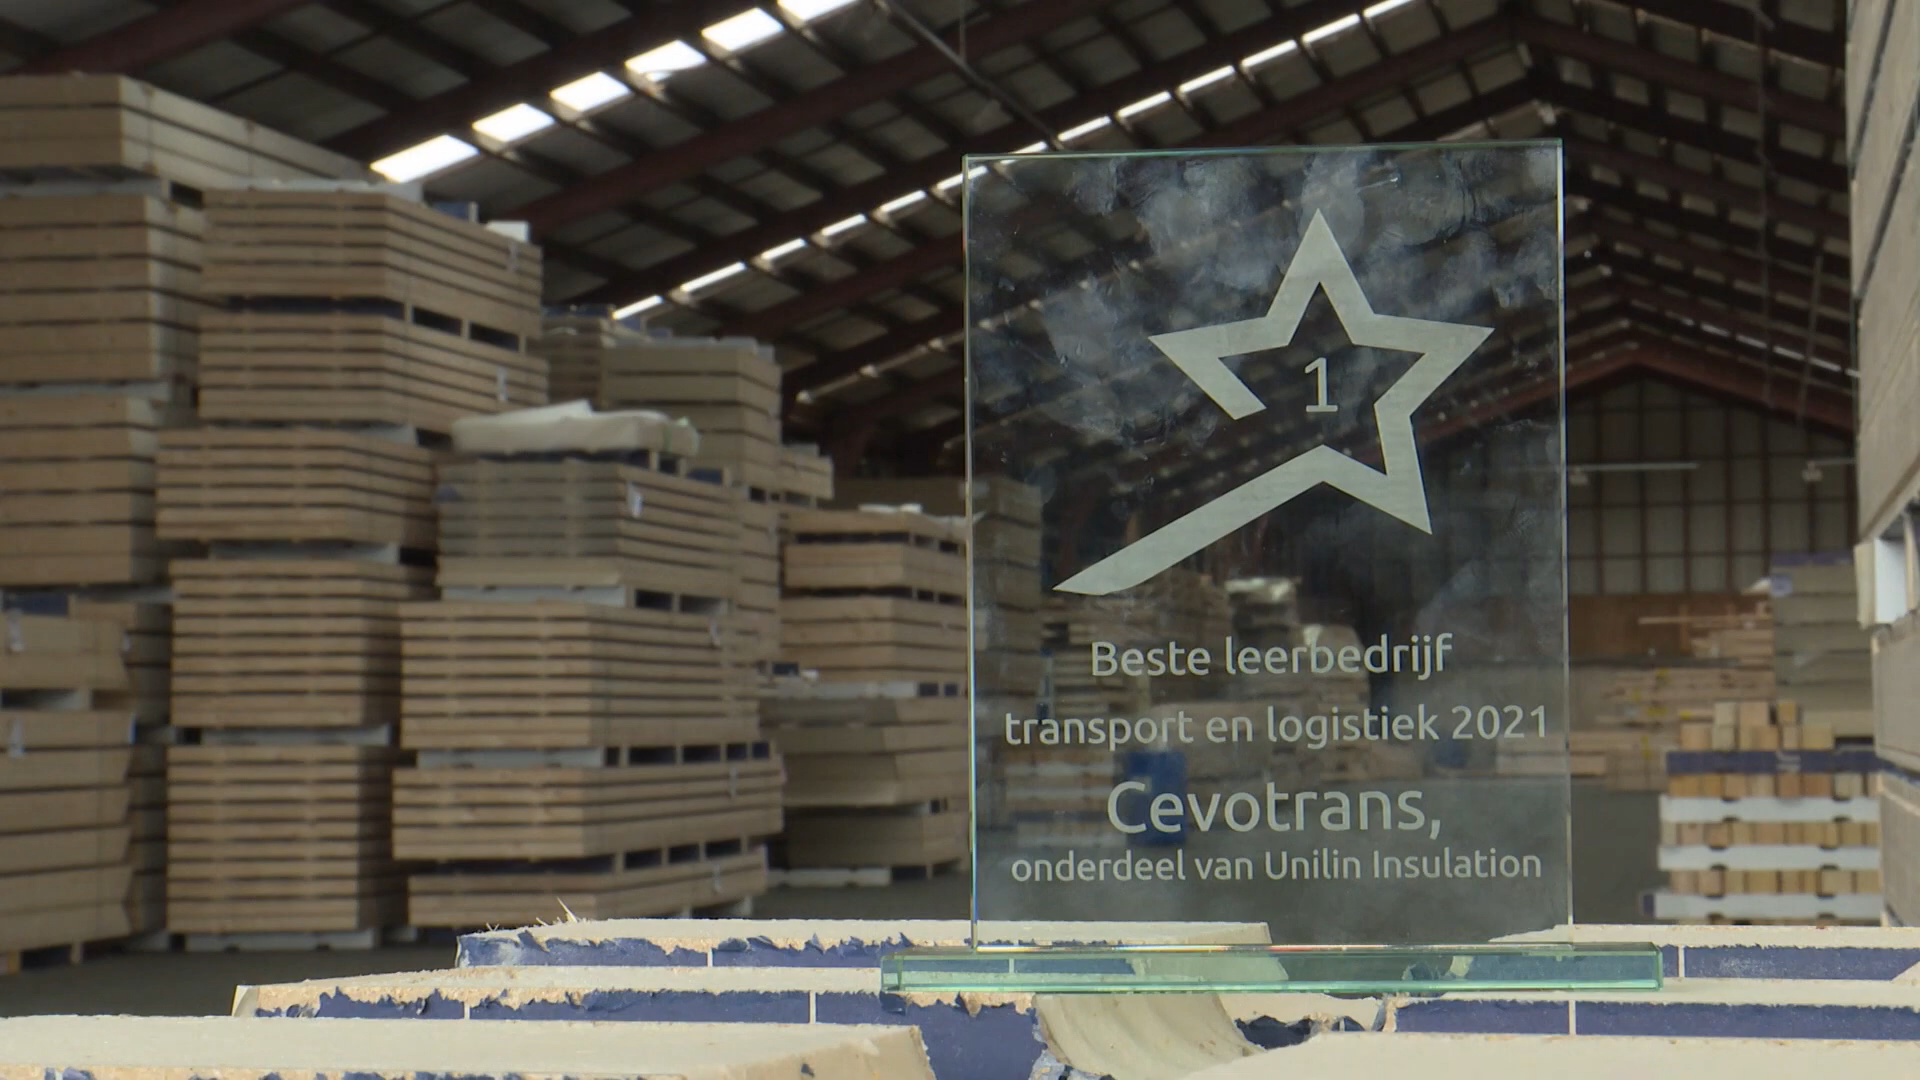 1
Beste leerbedrijf
transport en logistiek 2021
Cevotrans,
onderdeel van Unilin Insulation